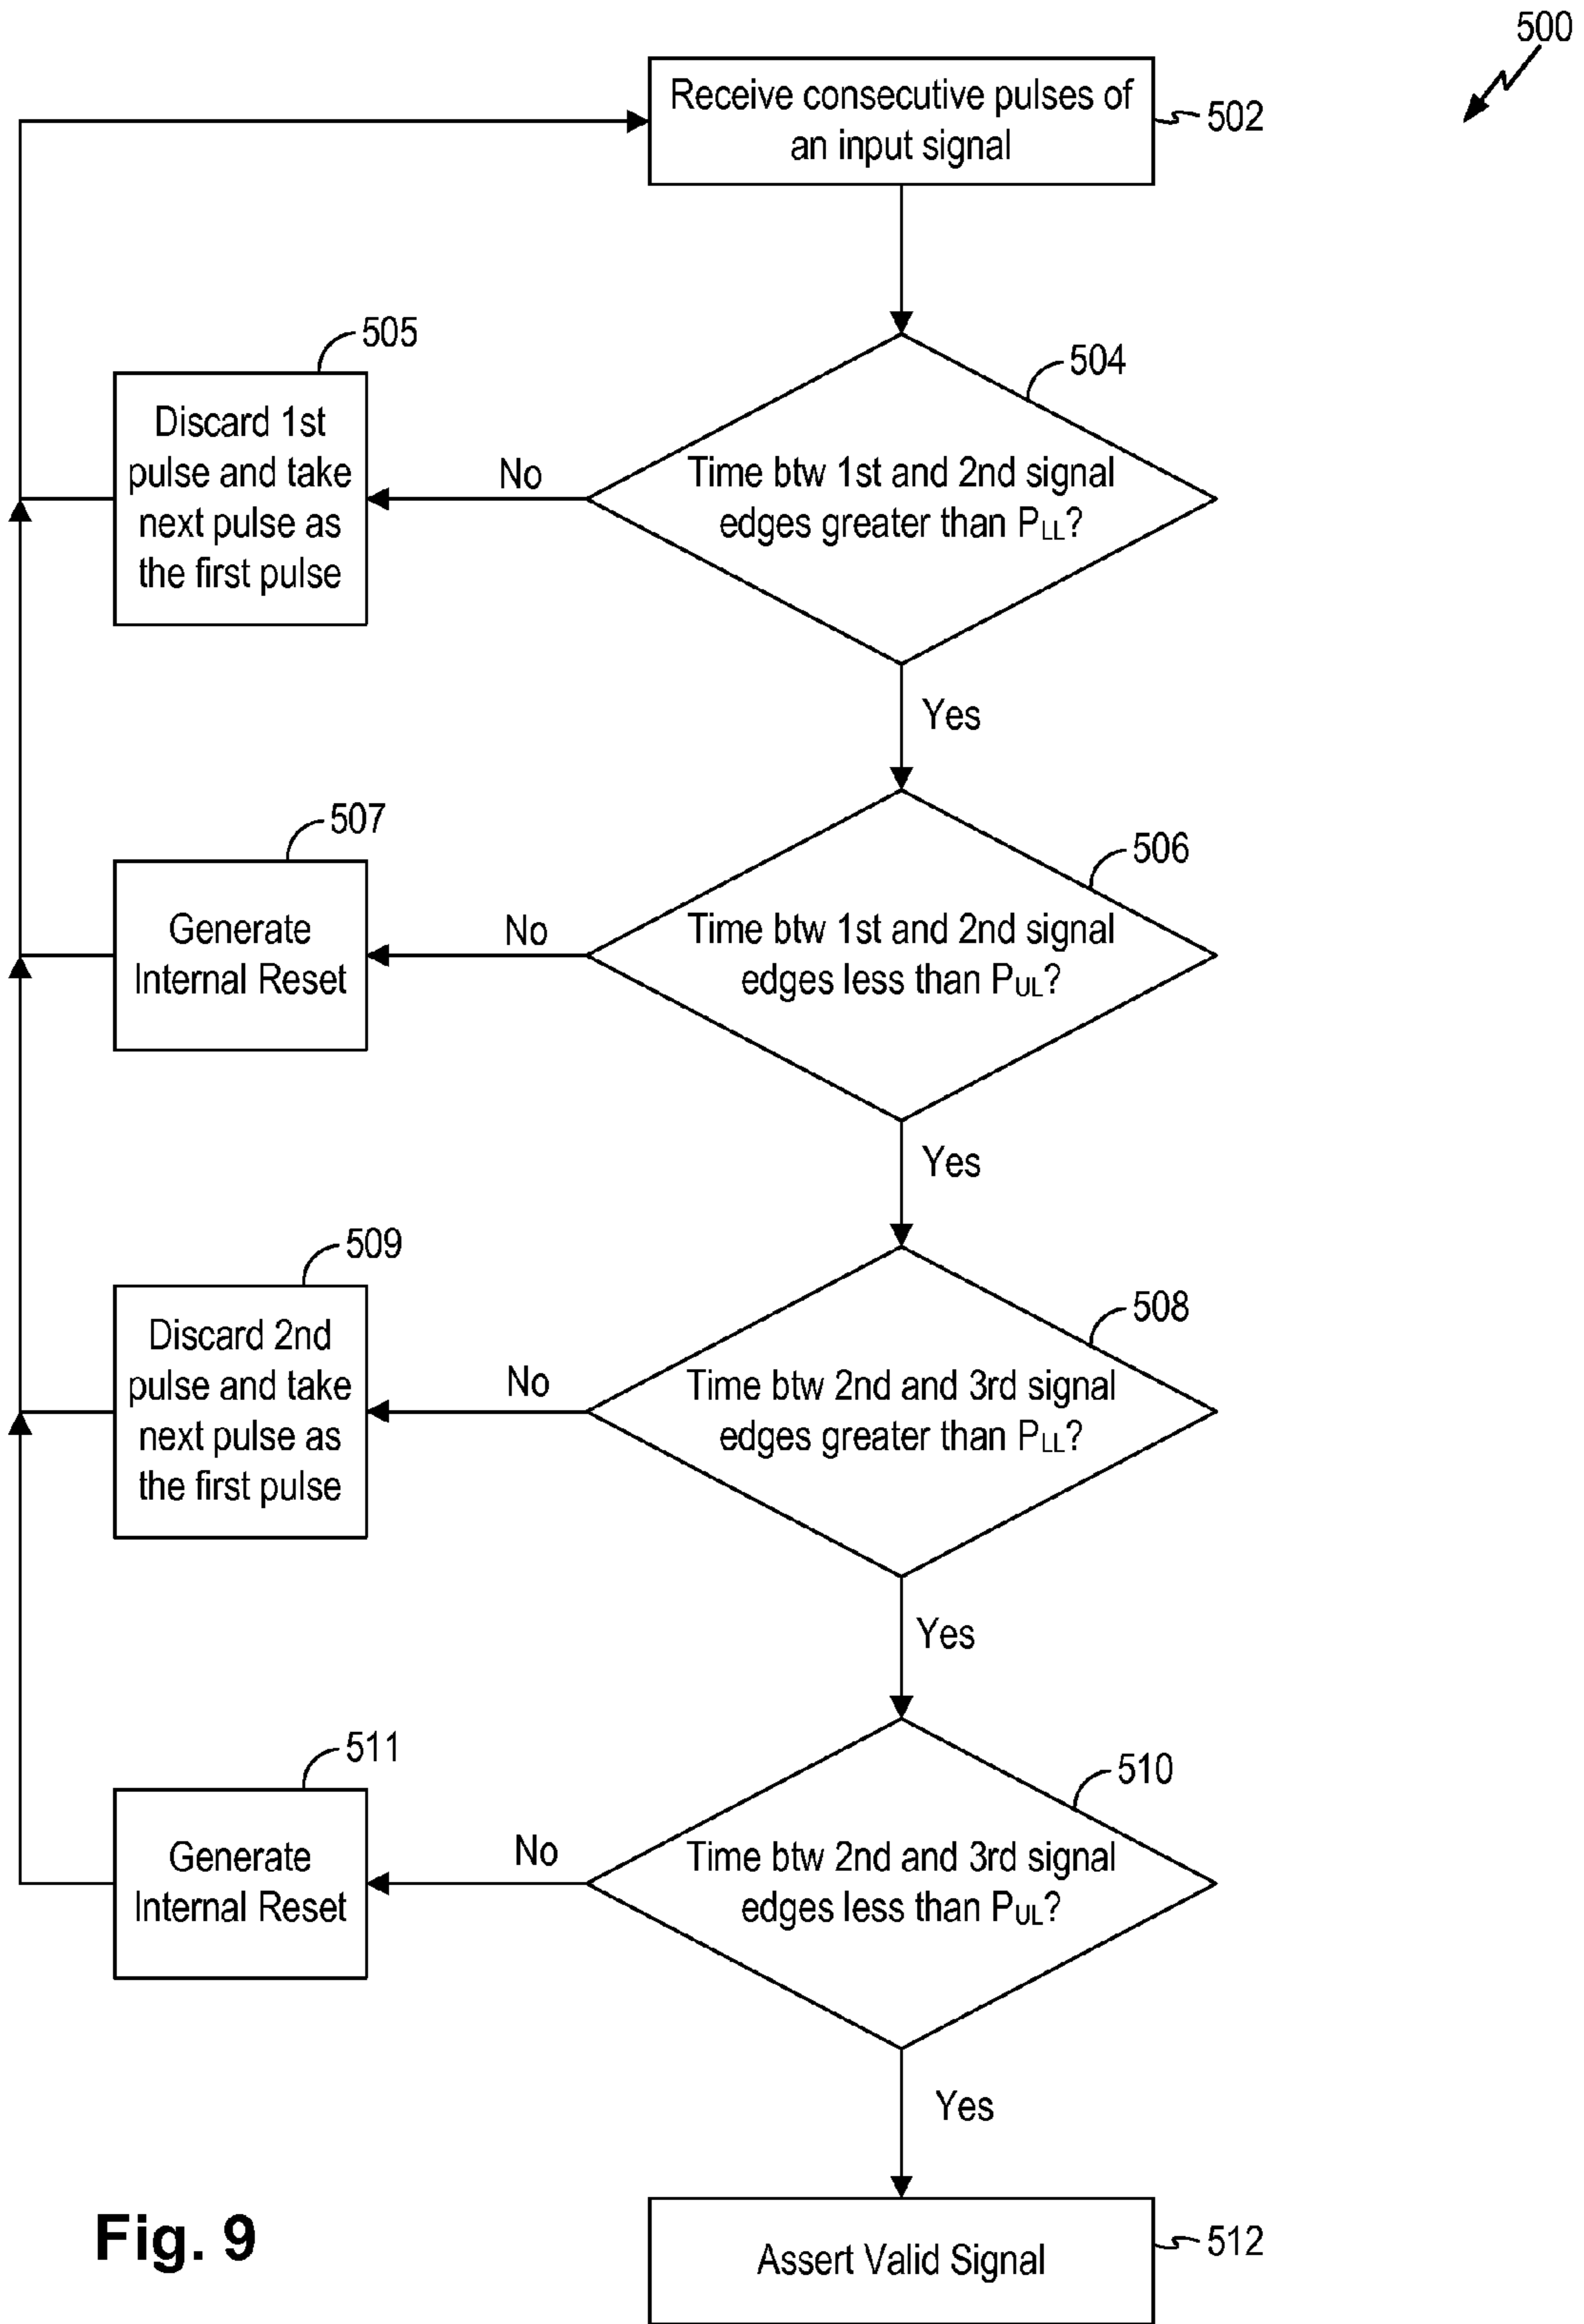 500
Receive consecutive pulses of
an input signal
502
505
Discard 1st
pulse and take
next pulse as
the first pulse
No
504
Time btw 1st and 2nd signal
edges greater than PLL?
Yes
507
Generate
Internal Reset
No
506
Time btw 1st and 2nd signal
edges less than PUL?
Yes
509
Discard 2nd
pulse and take
next pulse as
the first pulse
No
508
Time btw 2nd and 3rd signal
edges greater than PLL?
Yes
511
Generate
Internal Reset
No
510
Time btw 2nd and 3rd signal
edges less than PUL?
Yes
Assert Valid Signal
512
Fig. 9